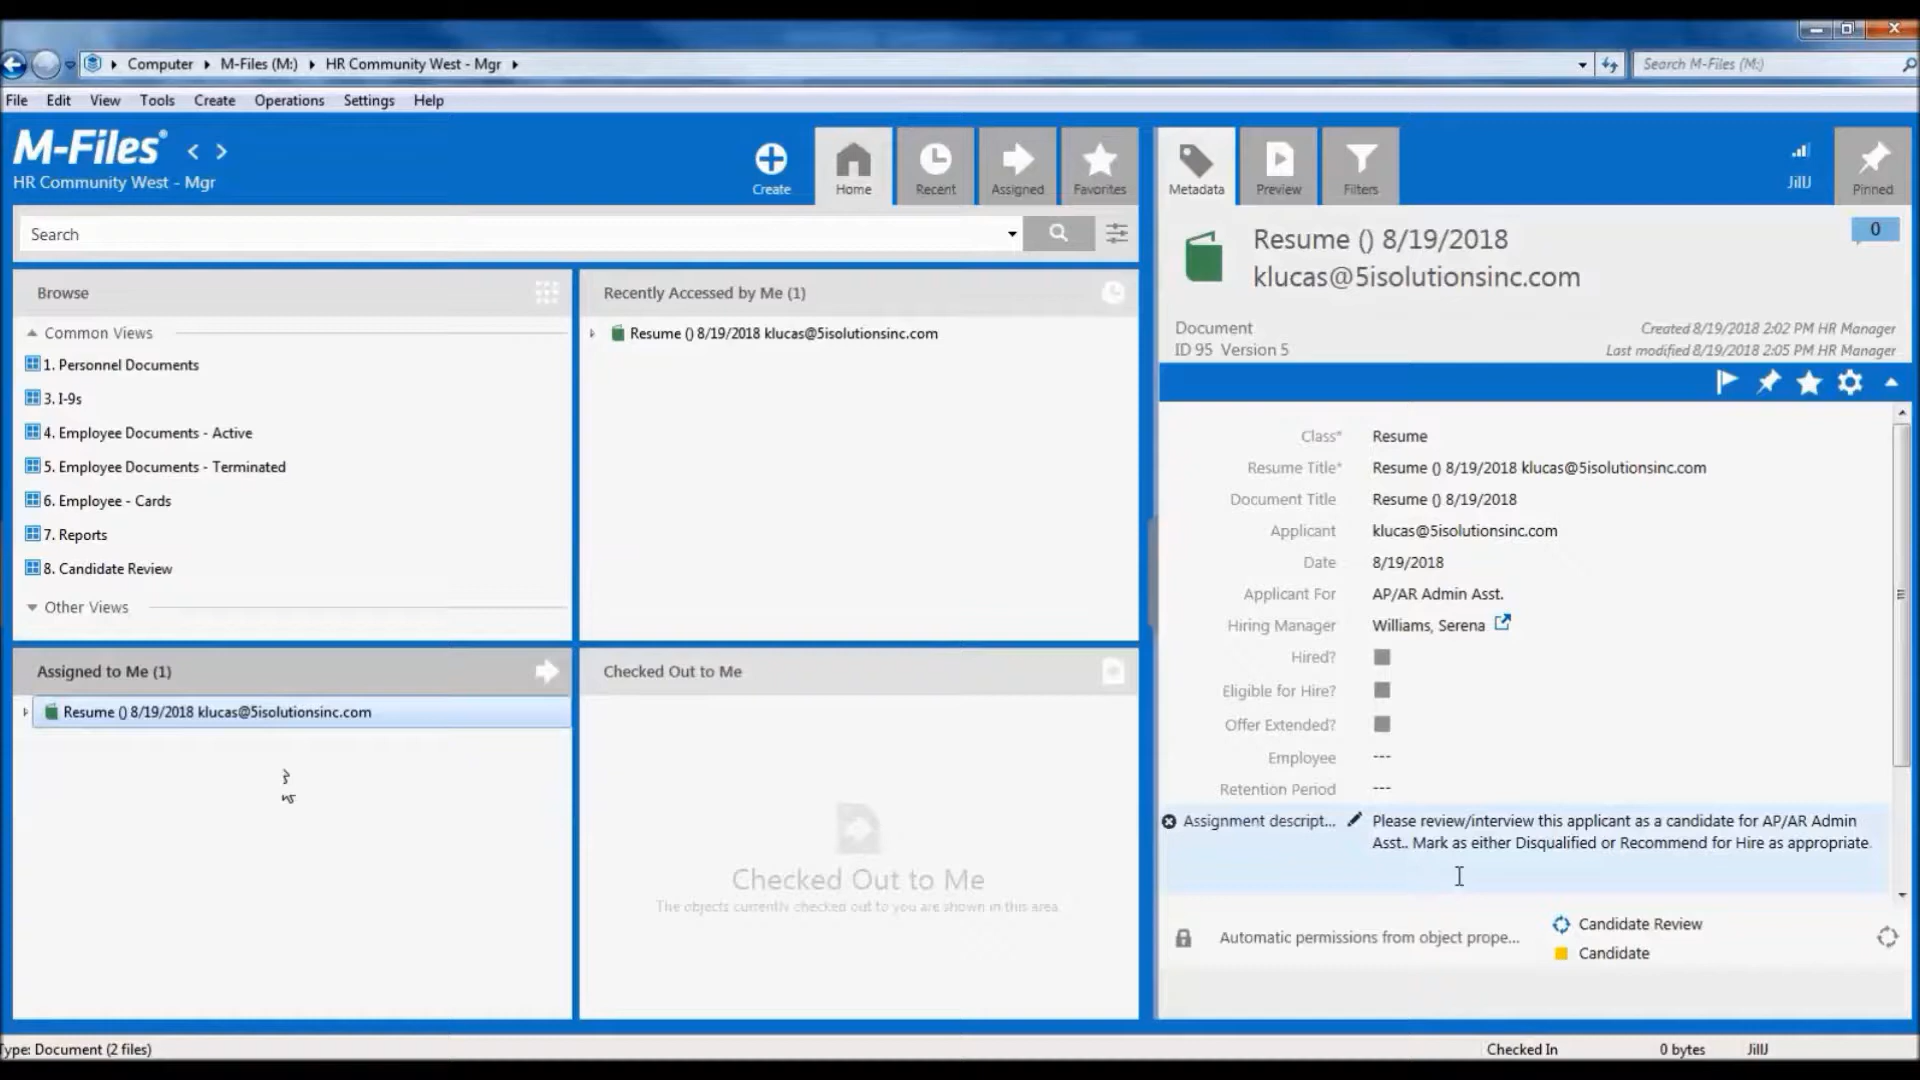 Computer M-Files (M:) HR Community West - Mgr
Search M-Files (M:)
File Edit View Tools Create Operations Settings Help
M-Files®
HR Community West - Mgr
Create
Home
Recent
Assigned
Favorites
Metadata
Preview
Filters
JillJ
Pinned
Search
Browse
Common Views
1. Personnel Documents
3. I-9s
4. Employee Documents - Active
5. Employee Documents - Terminated
6. Employee - Cards
7. Reports
8. Candidate Review
Other Views
Recently Accessed by Me (1)
Resume () 8/19/2018 klucas@5isolutionsinc.com
Assigned to Me (1)
Resume () 8/19/2018 klucas@5isolutionsinc.com
Checked Out to Me
Checked Out to Me
The objects currently checked out to you are shown in this area.
Resume () 8/19/2018
klucas@5isolutionsinc.com
0
Document
ID 95 Version 5
Created 8/19/2018 2:02 PM HR Manager
Last modified 8/19/2018 2:05 PM HR Manager
Class* Resume
Resume Title* Resume () 8/19/2018 klucas@5isolutionsinc.com
Document Title Resume () 8/19/2018
Applicant klucas@5isolutionsinc.com
Date 8/19/2018
Applicant For AP/AR Admin Asst.
Hiring Manager Williams, Serena
Hired?
Eligible for Hire?
Offer Extended?
Employee ---
Retention Period ---
Assignment descript... Please review/interview this applicant as a candidate for AP/AR Admin
Asst.. Mark as either Disqualified or Recommend for Hire as appropriate.
Automatic permissions from object prope...
Candidate Review
Candidate
Type: Document (2 files)
Checked In
0 bytes
JillJ